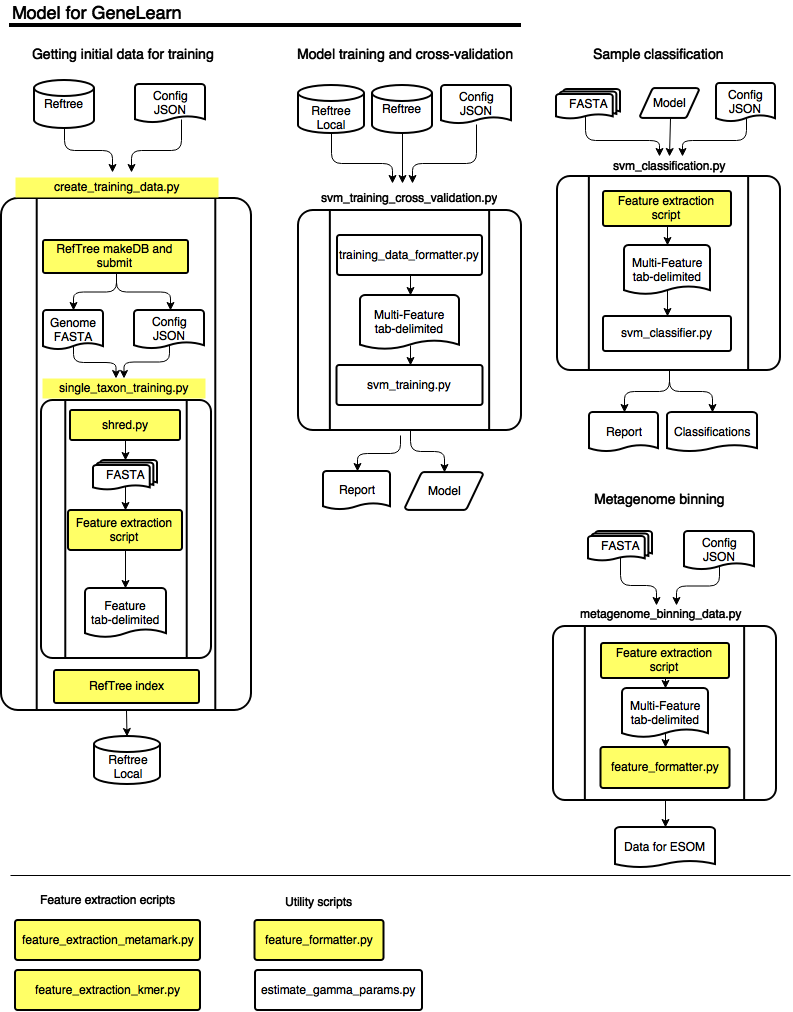 Model for GeneLearn
Getting initial data for training
Reftree
Config
JSON
create_training_data.py
RefTree makeDB and
submit
Genome
FASTA
Config
JSON
single_taxon_training.py
shred.py
FASTA
Feature extraction
script
Feature
tab-delimited
RefTree index
Reftree
Local
Model training and cross-validation
Reftree
Local
Reftree
Config
JSON
svm_training_cross_validation.py
training_data_formatter.py
Multi-Feature
tab-delimited
svm_training.py
Report
Model
Sample classification
FASTA
Model
Config
JSON
svm_classification.py
Feature extraction
script
Multi-Feature
tab-delimited
svm_classifier.py
Report
Classifications
Metagenome binning
FASTA
Config
JSON
metagenome_binning_data.py
Feature extraction
script
Multi-Feature
tab-delimited
feature_formatter.py
Data for ESOM
Feature extraction ecripts
feature_extraction_metamark.py
feature_extraction_kmer.py
Utility scripts
feature_formatter.py
estimate_gamma_params.py